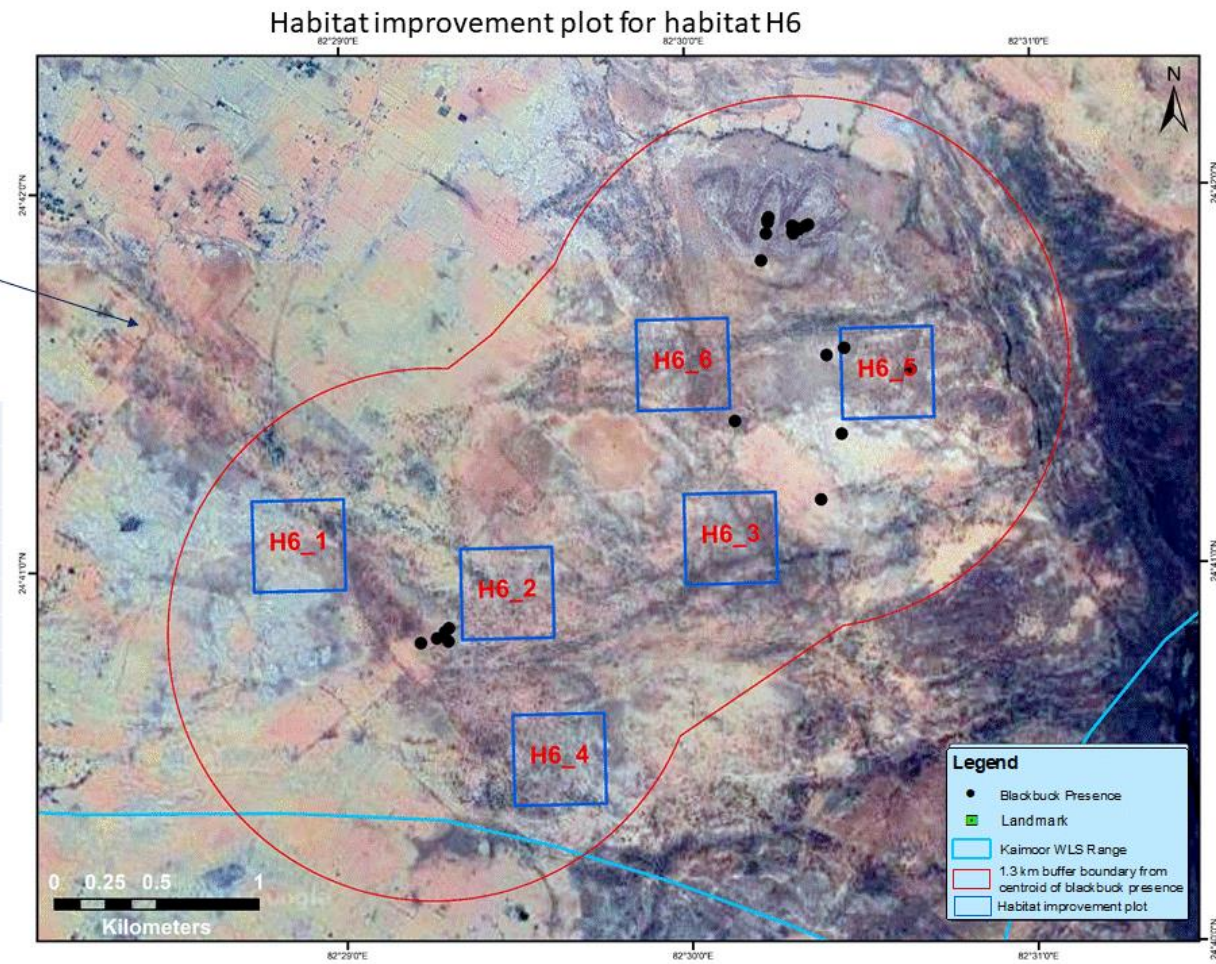 Habitat improvement plot for habitat H6
82°29'0"E 82°30'0"E 82°31'0"E
N
24°42'0"N 24°42'0"N
H6_6
H6_5
H6_3
H6_1
24°41'0"N 24°41'0"N
H6_2
H6_4
Legend
Blackbuck Presence
Landmark
Kaimoor WLS Range
1.3 km buffer boundary from
centroid of blackbuck presence
Habitat improvement plot
0 0.25 0.5 1
Kilometers
24°40'0"N
82°29'0"E 82°30'0"E 82°31'0"E